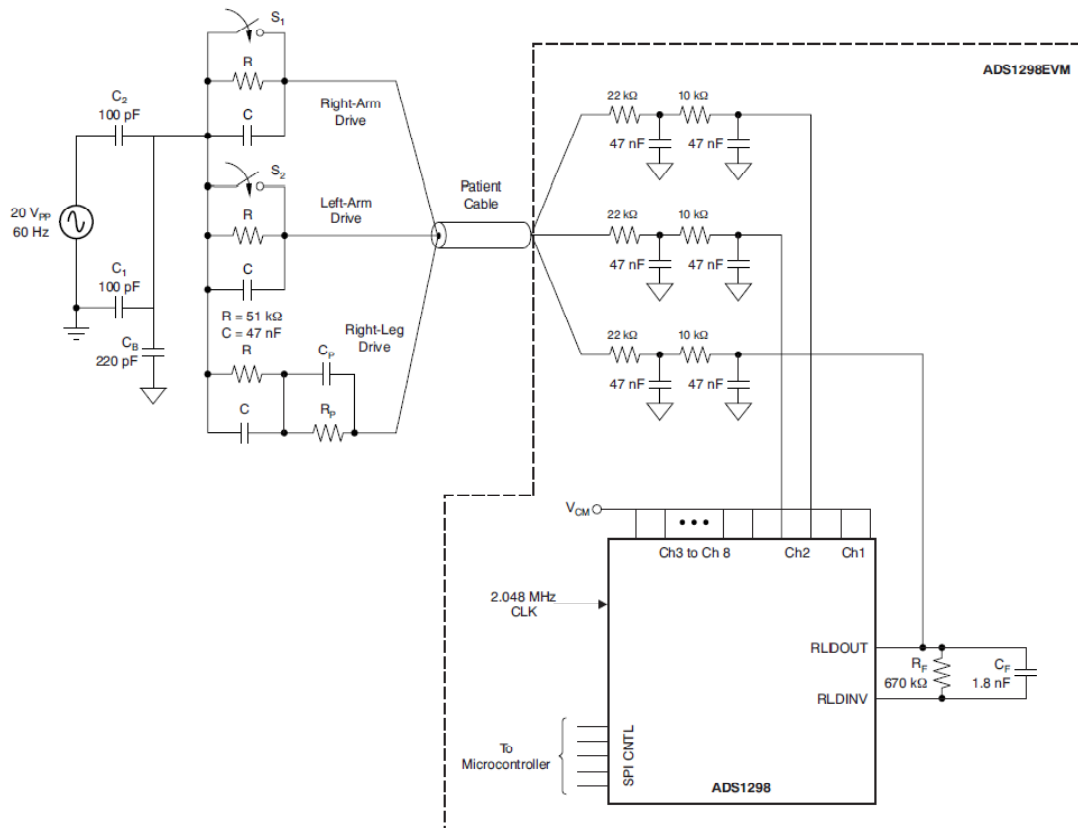 S1
R
C
C2
100 pF
20 VPP
60 Hz
C1
100 pF
CB
220 pF
S2
R
C
R = 51 kΩ
C = 47 nF
R
C
CP
RP
Right-Arm
Drive
Left-Arm
Drive
Right-Leg
Drive
Patient
Cable
ADS1298EVM
22 kΩ
10 kΩ
47 nF
47 nF
22 kΩ
10 kΩ
47 nF
47 nF
22 kΩ
10 kΩ
47 nF
47 nF
VCM
Ch3 to Ch 8
Ch2
Ch1
2.048 MHz
CLK
RLDOUT
RLDINV
RF
670 kΩ
CF
1.8 nF
To
Microcontroller
SPI CNTL
ADS1298